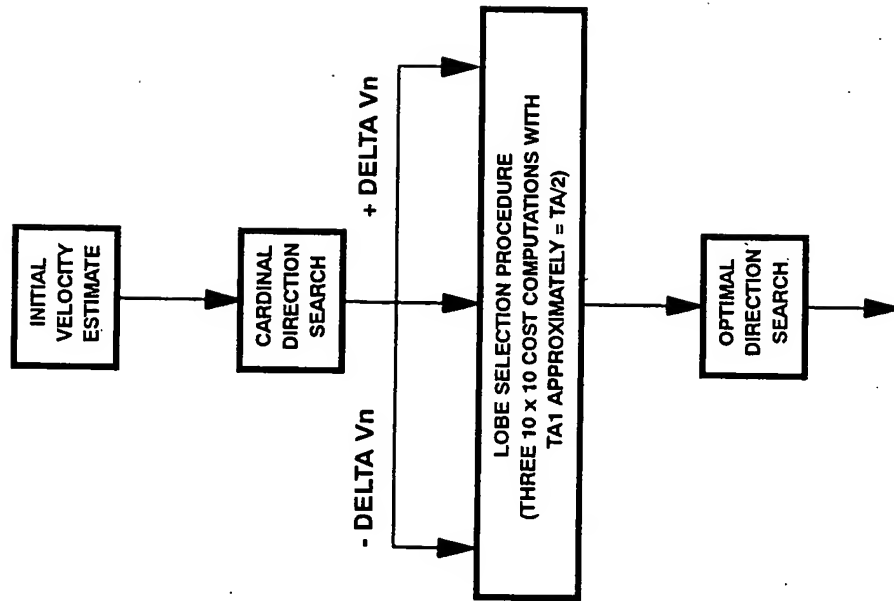 INITIAL
VELOCITY
ESTIMATE
CARDINAL
DIRECTION
SEARCH
- DELTA Vn
+ DELTA Vn
LOBE SELECTION PROCEDURE
(THREE 10 x 10 COST COMPUTATIONS WITH
TA1 APPROXIMATELY = TA/2)
OPTIMAL
DIRECTION
SEARCH.